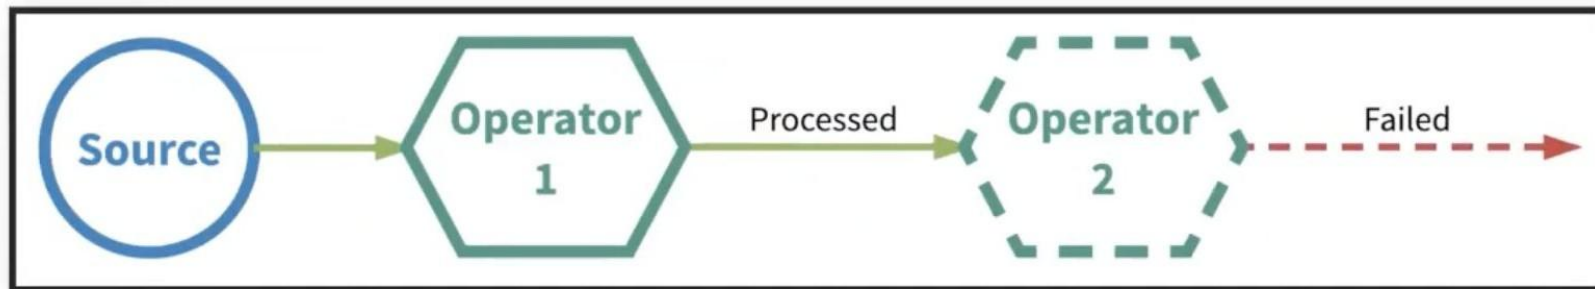 Source
Operator
1
Processed
Operator
2
Failed